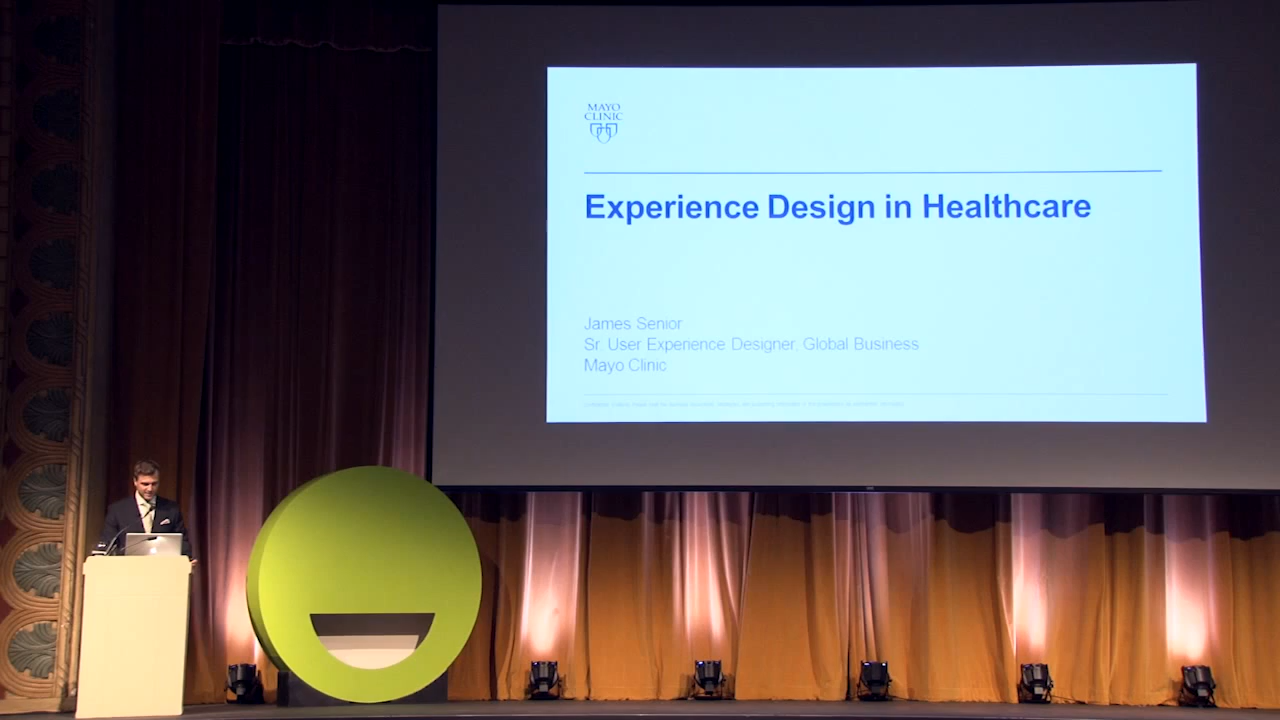 MAYO
CLINIC
Experience Design in Healthcare
James Senior
Sr. User Experience Designer, Global Business
Mayo Clinic